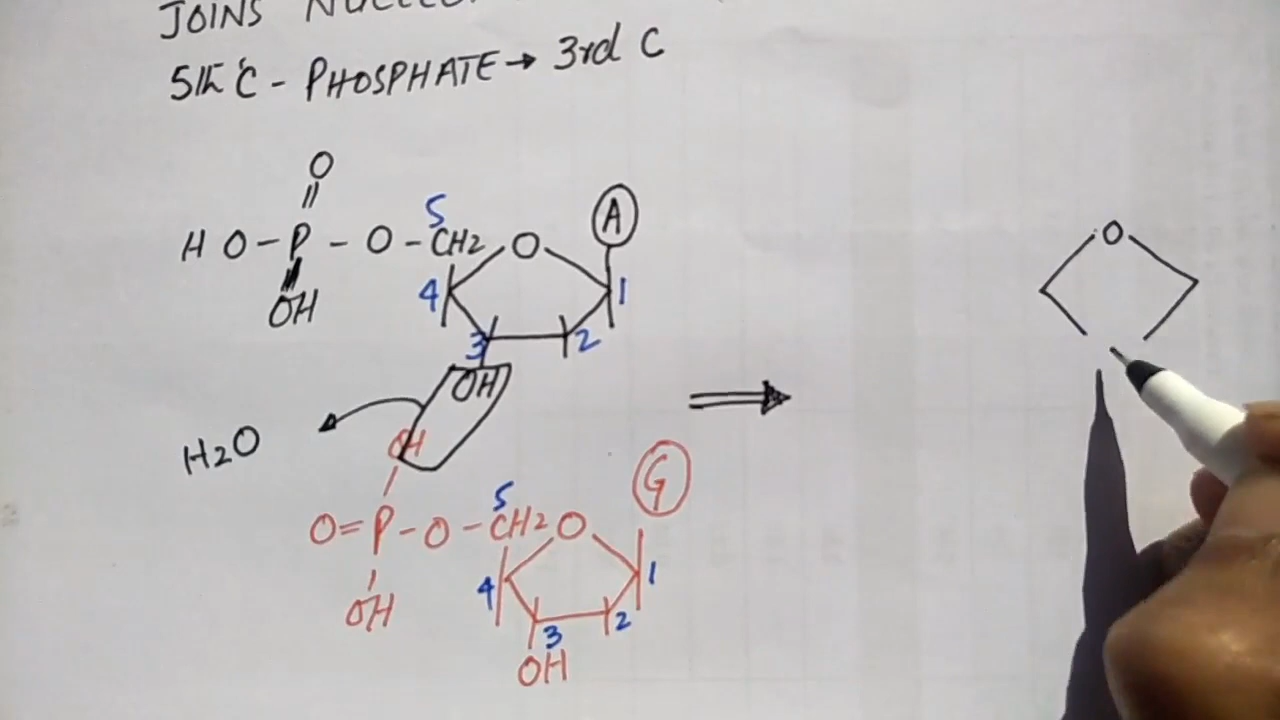 JOINS
5th C - PHOSPHATE → 3rd C
O
HO-P-O-CH2 O A
5
4 1
OH
3 2
OH
H2O
OH
G
5
O=P-O-CH2 O
4 1
OH
3 2
OH
O